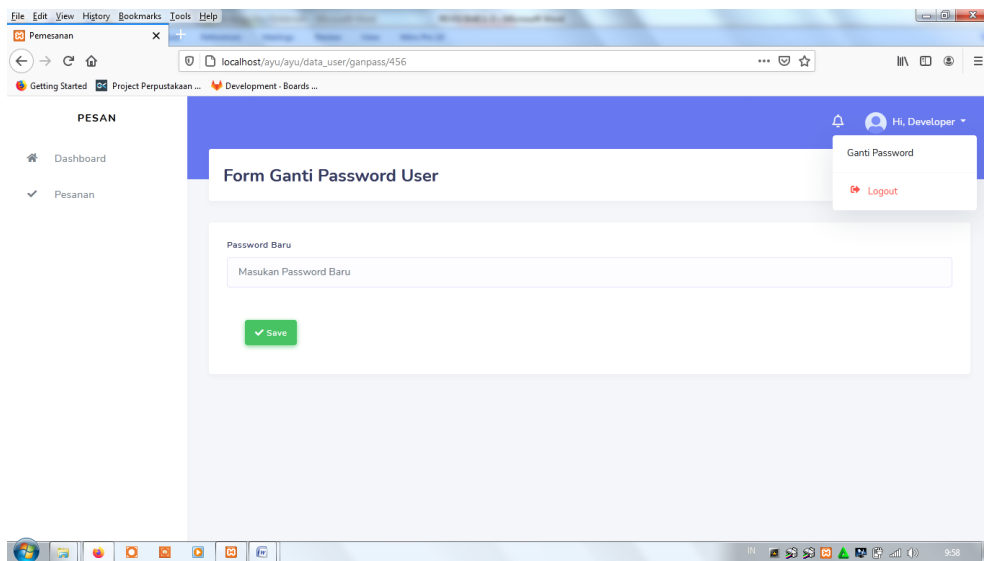 File Edit View History Bookmarks Tools Help
Pemesanan
localhost/ayu/ayu/data_user/ganpass/456
Getting Started Project Perpustakaan ... Development · Boards ...
PESAN
Hi, Developer
Ganti Password
Logout
Dashboard
Pesanan
Form Ganti Password User
Password Baru
Masukan Password Baru
Save
IN 9:58